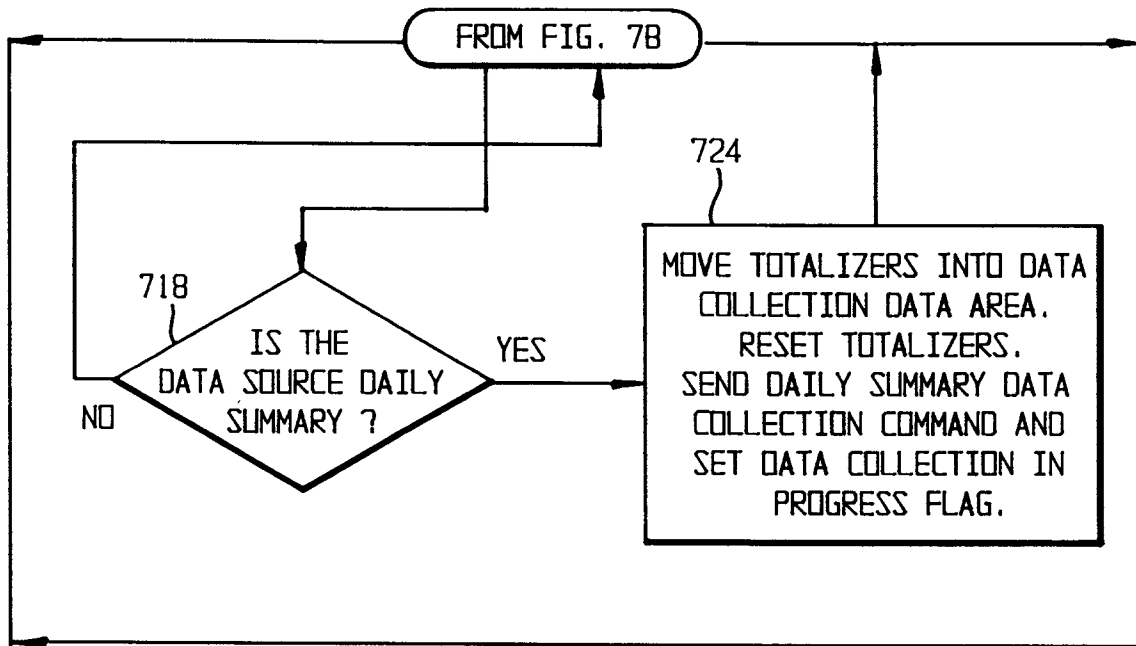 FROM FIG. 7B
724
718
IS THE
DATA SOURCE DAILY
SUMMARY ?
YES
NO
MOVE TOTALIZERS INTO DATA
COLLECTION DATA AREA.
RESET TOTALIZERS.
SEND DAILY SUMMARY DATA
COLLECTION COMMAND AND
SET DATA COLLECTION IN
PROGRESS FLAG.